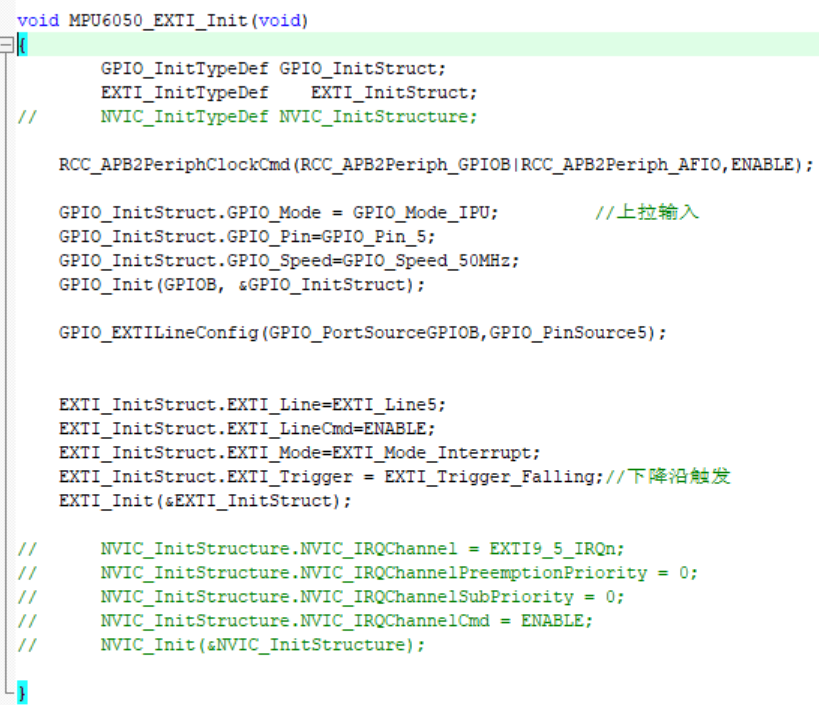 void MPU6050_EXTI_Init(void)
{
GPIO_InitTypeDef GPIO_InitStruct;
EXTI_InitTypeDef    EXTI_InitStruct;
//      NVIC_InitTypeDef NVIC_InitStructure;
RCC_APB2PeriphClockCmd(RCC_APB2Periph_GPIOB|RCC_APB2Periph_AFIO,ENABLE);
GPIO_InitStruct.GPIO_Mode = GPIO_Mode_IPU;         //上拉输入
GPIO_InitStruct.GPIO_Pin=GPIO_Pin_5;
GPIO_InitStruct.GPIO_Speed=GPIO_Speed_50MHz;
GPIO_Init(GPIOB, &GPIO_InitStruct);
GPIO_EXTILineConfig(GPIO_PortSourceGPIOB,GPIO_PinSource5);
EXTI_InitStruct.EXTI_Line=EXTI_Line5;
EXTI_InitStruct.EXTI_LineCmd=ENABLE;
EXTI_InitStruct.EXTI_Mode=EXTI_Mode_Interrupt;
EXTI_InitStruct.EXTI_Trigger = EXTI_Trigger_Falling;//下降沿触发
EXTI_Init(&EXTI_InitStruct);
//      NVIC_InitStructure.NVIC_IRQChannel = EXTI9_5_IRQn;
//      NVIC_InitStructure.NVIC_IRQChannelPreemptionPriority = 0;
//      NVIC_InitStructure.NVIC_IRQChannelSubPriority = 0;
//      NVIC_InitStructure.NVIC_IRQChannelCmd = ENABLE;
//      NVIC_Init(&NVIC_InitStructure);
}